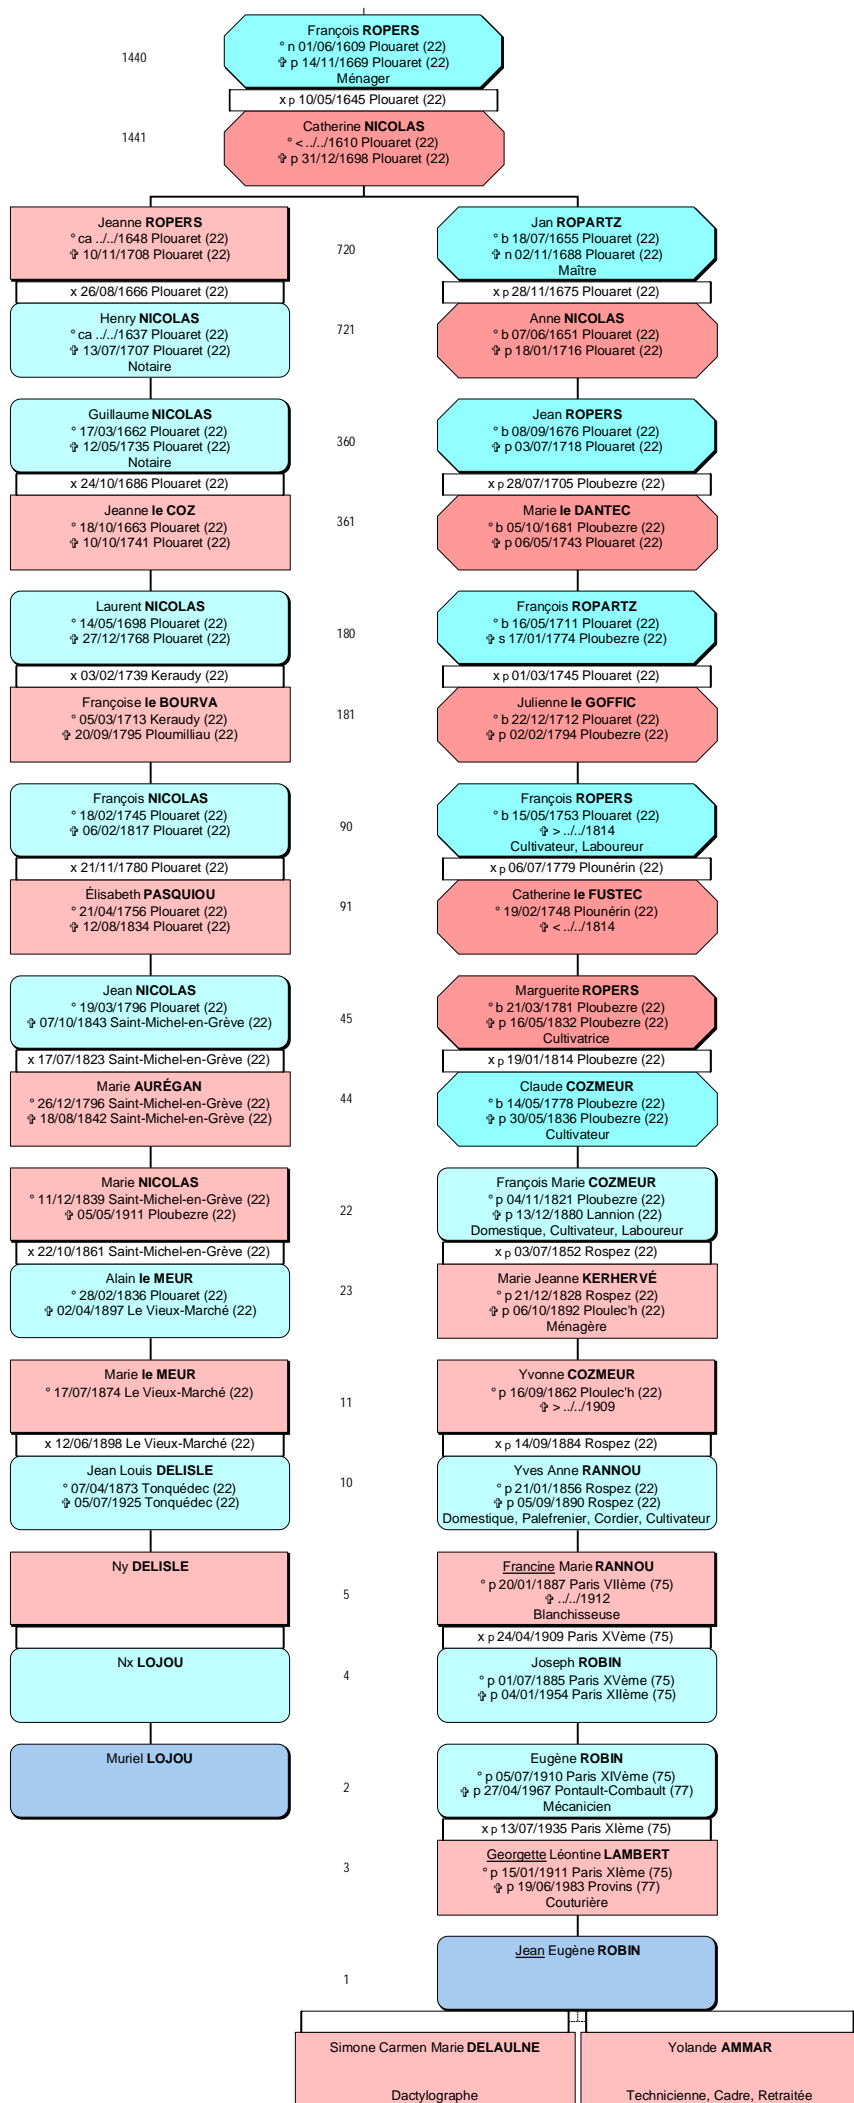 François ROPERS
° n 01/06/1609 Plouaret (22)
✞ p 14/11/1669 Plouaret (22)
Ménager
1440
x p 10/05/1645 Plouaret (22)
Catherine NICOLAS
° < ../../1610 Plouaret (22)
✞ p 31/12/1698 Plouaret (22)
1441
Jeanne ROPERS
° ca ../../1648 Plouaret (22)
✞ 10/11/1708 Plouaret (22)
x 26/08/1666 Plouaret (22)
Henry NICOLAS
° ca ../../1637 Plouaret (22)
✞ 13/07/1707 Plouaret (22)
Notaire
720
721
Jan ROPARTZ
° b 18/07/1655 Plouaret (22)
✞ n 02/11/1688 Plouaret (22)
Maître
x p 28/11/1675 Plouaret (22)
Anne NICOLAS
° b 07/06/1651 Plouaret (22)
✞ p 18/01/1716 Plouaret (22)
Guillaume NICOLAS
° 17/03/1662 Plouaret (22)
✞ 12/05/1735 Plouaret (22)
Notaire
x 24/10/1686 Plouaret (22)
Jeanne le COZ
° 18/10/1663 Plouaret (22)
✞ 10/10/1741 Plouaret (22)
360
361
Jean ROPERS
° b 08/09/1676 Plouaret (22)
✞ p 03/07/1718 Plouaret (22)
x p 28/07/1705 Ploubezre (22)
Marie le DANTEC
° b 05/10/1681 Ploubezre (22)
✞ p 06/05/1743 Plouaret (22)
Laurent NICOLAS
° 14/05/1698 Plouaret (22)
✞ 27/12/1768 Plouaret (22)
x 03/02/1739 Keraudy (22)
Françoise le BOURVA
° 05/03/1713 Keraudy (22)
✞ 20/09/1795 Ploumilliau (22)
180
181
François ROPARTZ
° b 16/05/1711 Plouaret (22)
✞ s 17/01/1774 Ploubezre (22)
x p 01/03/1745 Plouaret (22)
Julienne le GOFFIC
° b 22/12/1712 Plouaret (22)
✞ p 02/02/1794 Ploubezre (22)
François NICOLAS
° 18/02/1745 Plouaret (22)
✞ 06/02/1817 Plouaret (22)
x 21/11/1780 Plouaret (22)
Élisabeth PASQUIOU
° 21/04/1756 Plouaret (22)
✞ 12/08/1834 Plouaret (22)
90
91
François ROPERS
° b 15/05/1753 Plouaret (22)
✞ > ../../1814
Cultivateur, Laboureur
x p 06/07/1779 Plounérin (22)
Catherine le FUSTEC
° 19/02/1748 Plounérin (22)
✞ < ../../1814
Jean NICOLAS
° 19/03/1796 Plouaret (22)
✞ 07/10/1843 Saint-Michel-en-Grève (22)
x 17/07/1823 Saint-Michel-en-Grève (22)
Marie AURÉGAN
° 26/12/1796 Saint-Michel-en-Grève (22)
✞ 18/08/1842 Saint-Michel-en-Grève (22)
45
44
Marguerite ROPERS
° b 21/03/1781 Ploubezre (22)
✞ p 16/05/1832 Ploubezre (22)
Cultivatrice
x p 19/01/1814 Ploubezre (22)
Claude COZMEUR
° b 14/05/1778 Ploubezre (22)
✞ p 30/05/1836 Ploubezre (22)
Cultivateur
Marie NICOLAS
° 11/12/1839 Saint-Michel-en-Grève (22)
✞ 05/05/1911 Ploubezre (22)
x 22/10/1861 Saint-Michel-en-Grève (22)
Alain le MEUR
° 28/02/1836 Plouaret (22)
✞ 02/04/1897 Le Vieux-Marché (22)
22
23
François Marie COZMEUR
° p 04/11/1821 Ploubezre (22)
✞ p 13/12/1880 Lannion (22)
Domestique, Cultivateur, Laboureur
x p 03/07/1852 Rospez (22)
Marie Jeanne KERHERVÉ
° p 21/12/1828 Rospez (22)
✞ p 06/10/1892 Ploulec'h (22)
Ménagère
Marie le MEUR
° 17/07/1874 Le Vieux-Marché (22)
x 12/06/1898 Le Vieux-Marché (22)
Jean Louis DELISLE
° 07/04/1873 Tonquédec (22)
✞ 05/07/1925 Tonquédec (22)
11
10
Yvonne COZMEUR
° p 16/09/1862 Ploulec'h (22)
✞ > ../../1909
x p 14/09/1884 Rospez (22)
Yves Anne RANNOU
° p 21/01/1856 Rospez (22)
✞ p 05/09/1890 Rospez (22)
Domestique, Palefrenier, Cordier, Cultivateur
Ny DELISLE
Nx LOJOU
5
4
Francine Marie RANNOU
° p 20/01/1887 Paris VIIème (75)
✞ ../../1912
Blanchisseuse
x p 24/04/1909 Paris XVème (75)
Joseph ROBIN
° p 01/07/1885 Paris XVème (75)
✞ p 04/01/1954 Paris XIIème (75)
Muriel LOJOU
2
3
Eugène ROBIN
° p 05/07/1910 Paris XIVème (75)
✞ p 27/04/1967 Pontault-Combault (77)
Mécanicien
x p 13/07/1935 Paris XIème (75)
Georgette Léontine LAMBERT
° p 15/01/1911 Paris XIème (75)
✞ p 19/06/1983 Provins (77)
Couturière
1
Jean Eugène ROBIN
Simone Carmen Marie DELAULNE
Dactylographe
Yolande AMMAR
Technicienne, Cadre, Retraitée